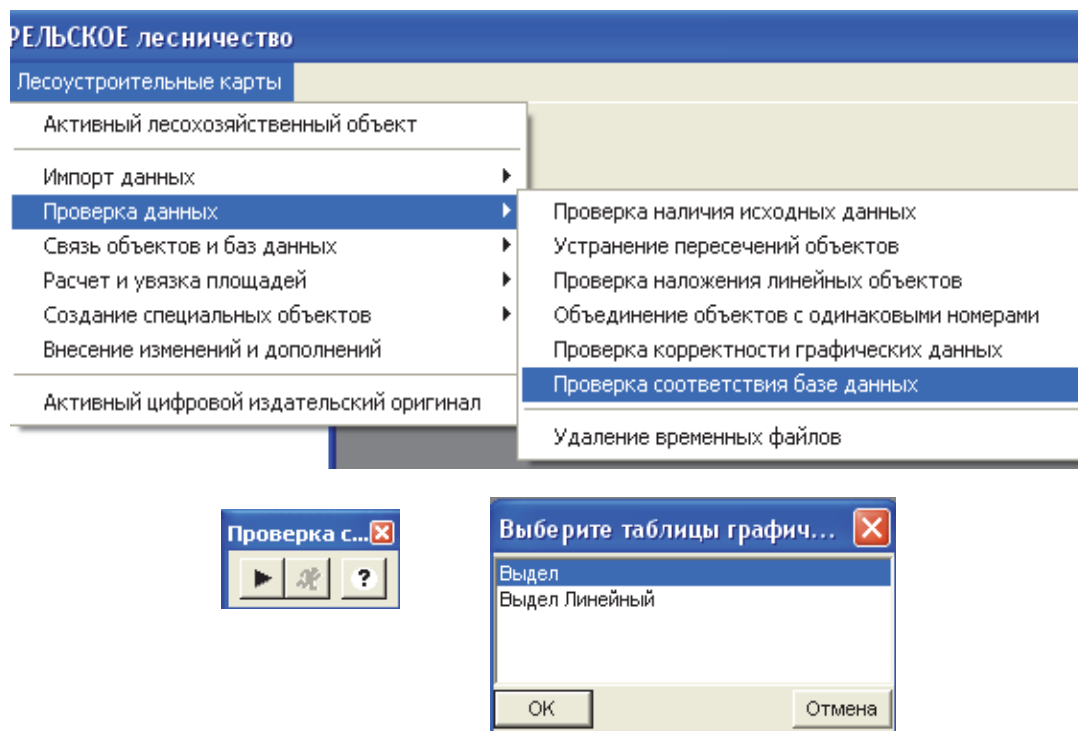 РЕЛЬСКОЕ лесничество
Лесоустроительные карты
Активный лесохозяйственный объект
Импорт данных
Проверка данных
Связь объектов и баз данных
Расчет и увязка площадей
Создание специальных объектов
Внесение изменений и дополнений
Активный цифровой издательский оригинал
Проверка наличия исходных данных
Устранение пересечений объектов
Проверка наложения линейных объектов
Объединение объектов с одинаковыми номерами
Проверка корректности графических данных
Проверка соответствия базе данных
Удаление временных файлов
Проверка с...
?
Выберите таблицы графич...
Выдел
Выдел Линейный
OK
Отмена